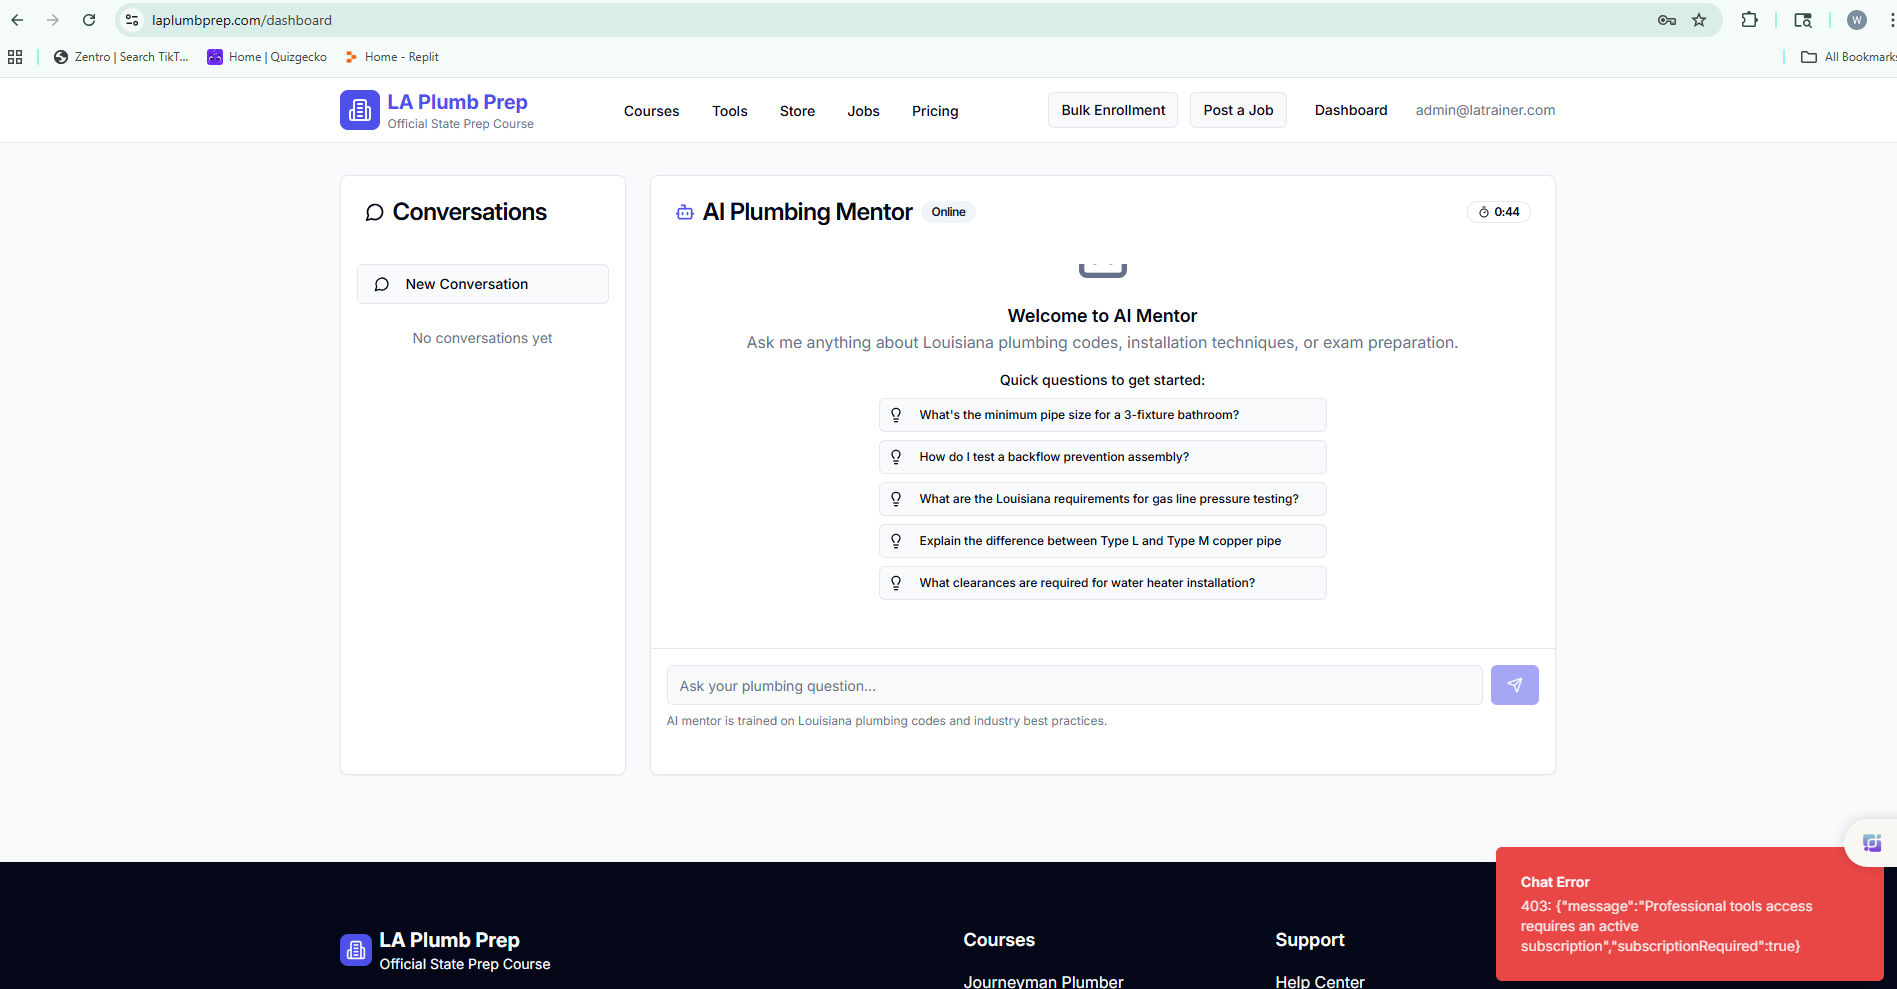 laplumbprep.com/dashboard
W
Zentro | Search TikT...
Home | Quizgecko
Home - Replit
All Bookmarks
LA Plumb Prep
Official State Prep Course
Courses
Tools
Store
Jobs
Pricing
Bulk Enrollment
Post a Job
Dashboard
admin@latrainer.com
Conversations
New Conversation
No conversations yet
AI Plumbing Mentor
Online
0:44
Welcome to AI Mentor
Ask me anything about Louisiana plumbing codes, installation techniques, or exam preparation.
Quick questions to get started:
What's the minimum pipe size for a 3-fixture bathroom?
How do I test a backflow prevention assembly?
What are the Louisiana requirements for gas line pressure testing?
Explain the difference between Type L and Type M copper pipe
What clearances are required for water heater installation?
Ask your plumbing question...
AI mentor is trained on Louisiana plumbing codes and industry best practices.
LA Plumb Prep
Official State Prep Course
Courses
Journeyman Plumber
Support
Help Center
Chat Error
403: {"message":"Professional tools access
requires an active
subscription","subscriptionRequired":true}